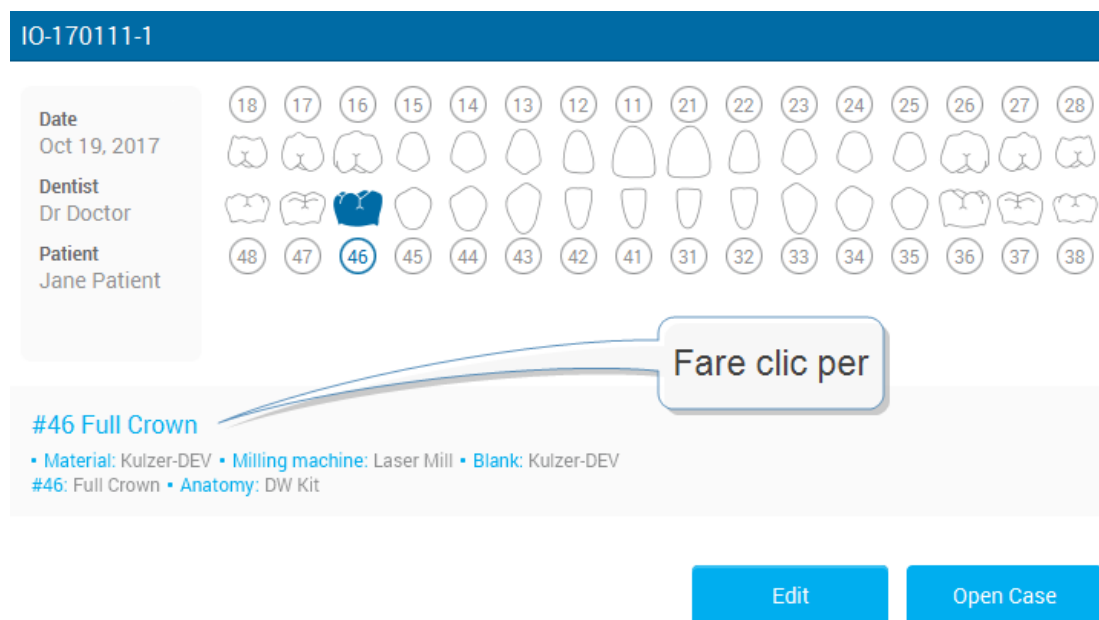 IO-170111-1
Date
Oct 19, 2017
Dentist
Dr Doctor
Patient
Jane Patient
18 17 16 15 14 13 12 11 21 22 23 24 25 26 27 28
48 47 46 45 44 43 42 41 31 32 33 34 35 36 37 38
Fare clic per
#46 Full Crown
▪ Material: Kulzer-DEV ▪ Milling machine: Laser Mill ▪ Blank: Kulzer-DEV
#46: Full Crown ▪ Anatomy: DW Kit
Edit
Open Case